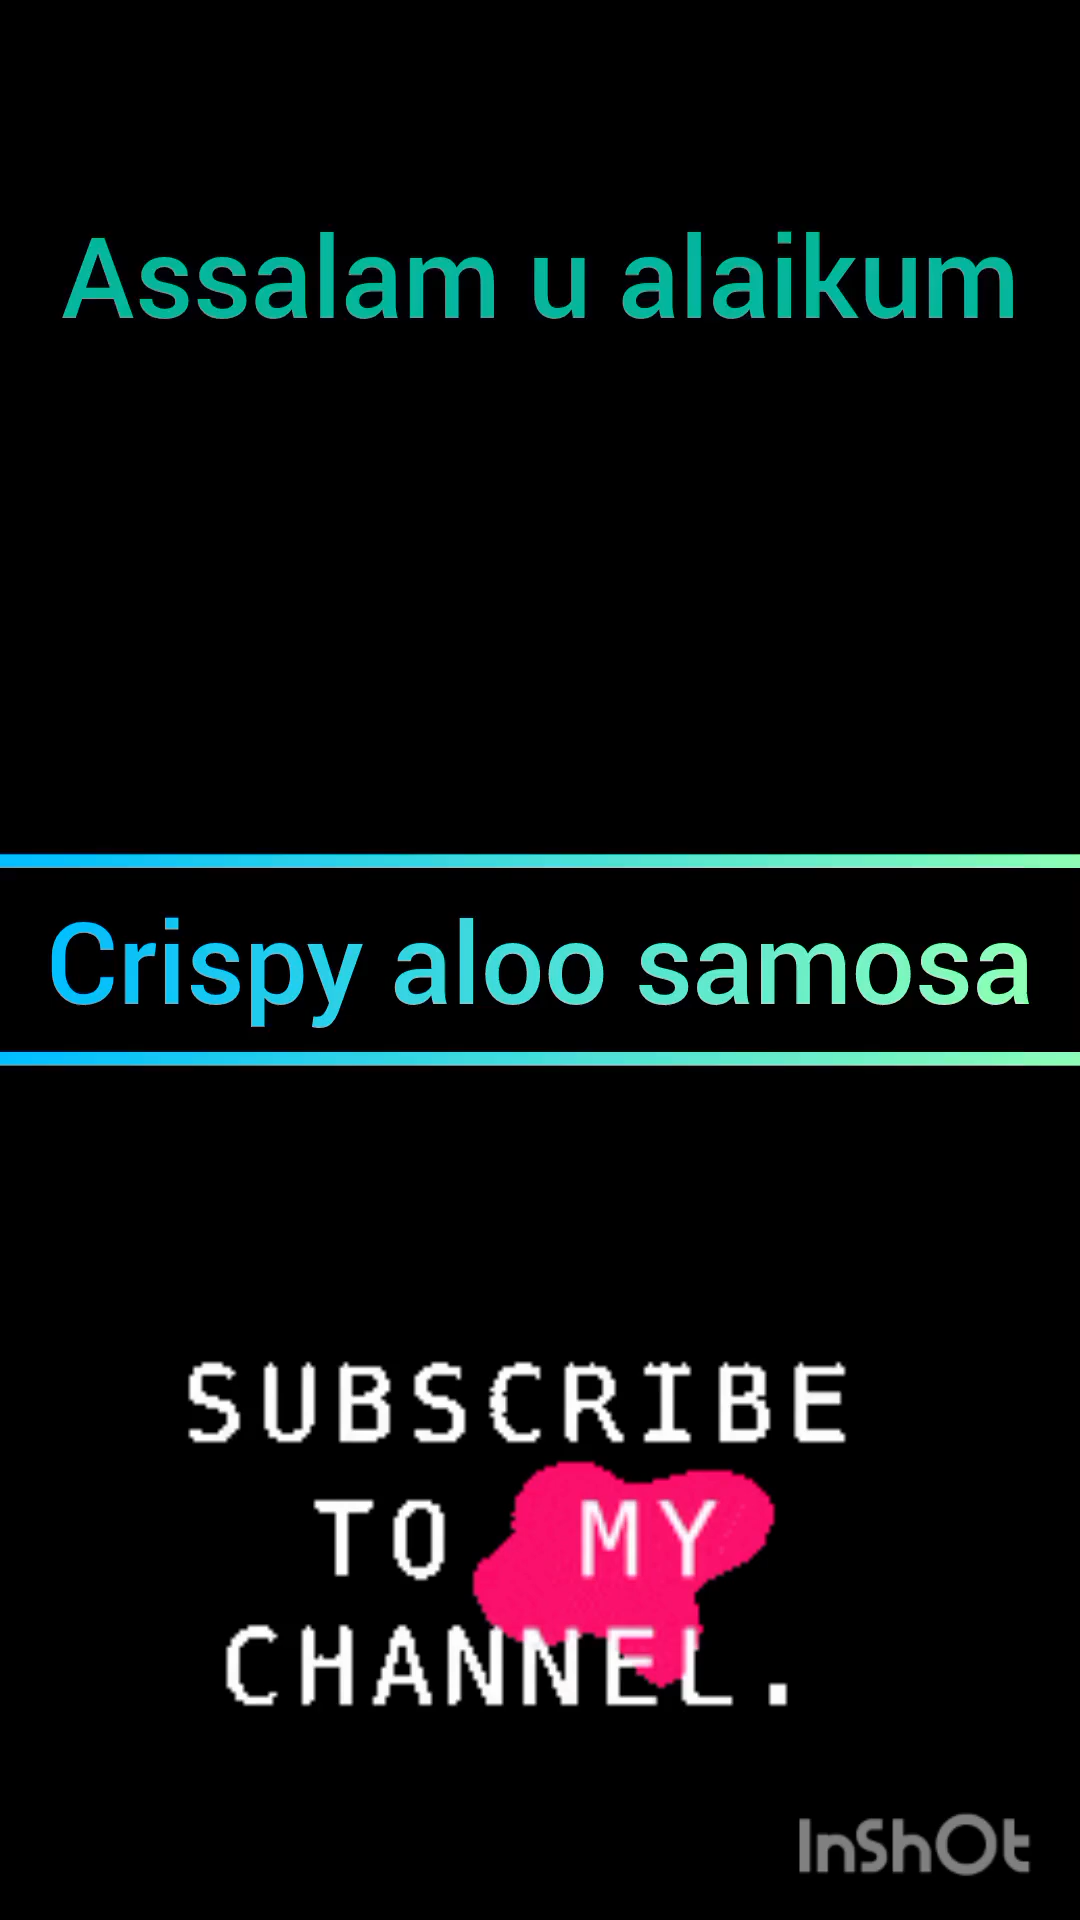 Assalam u alaikum
Crispy aloo samosa
SUBSCRIBE
TO MY
CHANNEL.
InShOt